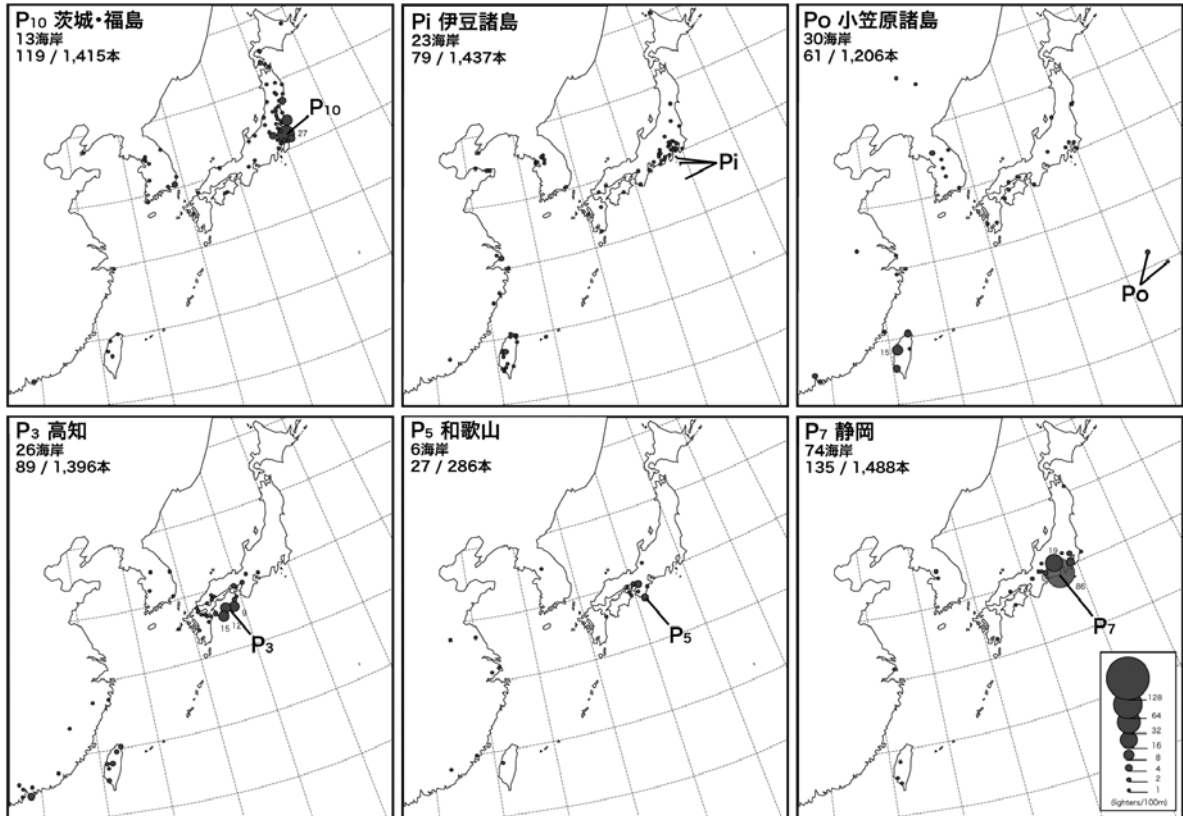 P10 茨城・福島
13海岸
119 / 1,415本
P10
27
Pi 伊豆諸島
23海岸
79 / 1,437本
Pi
Po 小笠原諸島
30海岸
61 / 1,206本
Po
15
P3 高知
26海岸
89 / 1,396本
9
15 12
P3
P5 和歌山
6海岸
27 / 286本
P5
P7 静岡
74海岸
135 / 1,488本
19
86
P7
128
64
32
16
8
4
2
1
(lighters/100m)